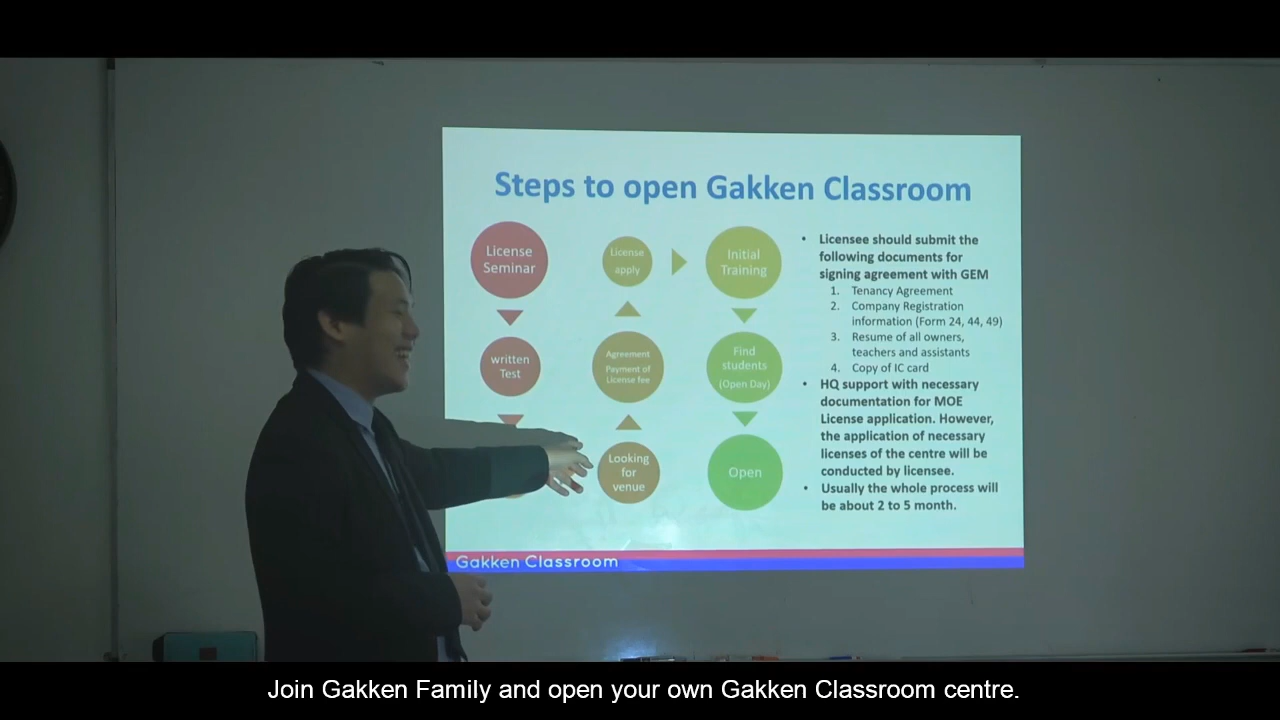 Steps to open Gakken Classroom
License
Seminar
written
Test
Looking
for
venue
Agreement
Payment of
License fee
License
apply
Initial
Training
Find
students
(Open Day)
Open
• Licensee should submit the
following documents for
signing agreement with GEM
1. Tenancy Agreement
2. Company Registration
information (Form 24, 44, 49)
3. Resume of all owners,
teachers and assistants
4. Copy of IC card
• HQ support with necessary
documentation for MOE
License application. However,
the application of necessary
licenses of the centre will be
conducted by licensee.
• Usually the whole process will
be about 2 to 5 month.
Gakken Classroom
Join Gakken Family and open your own Gakken Classroom centre.